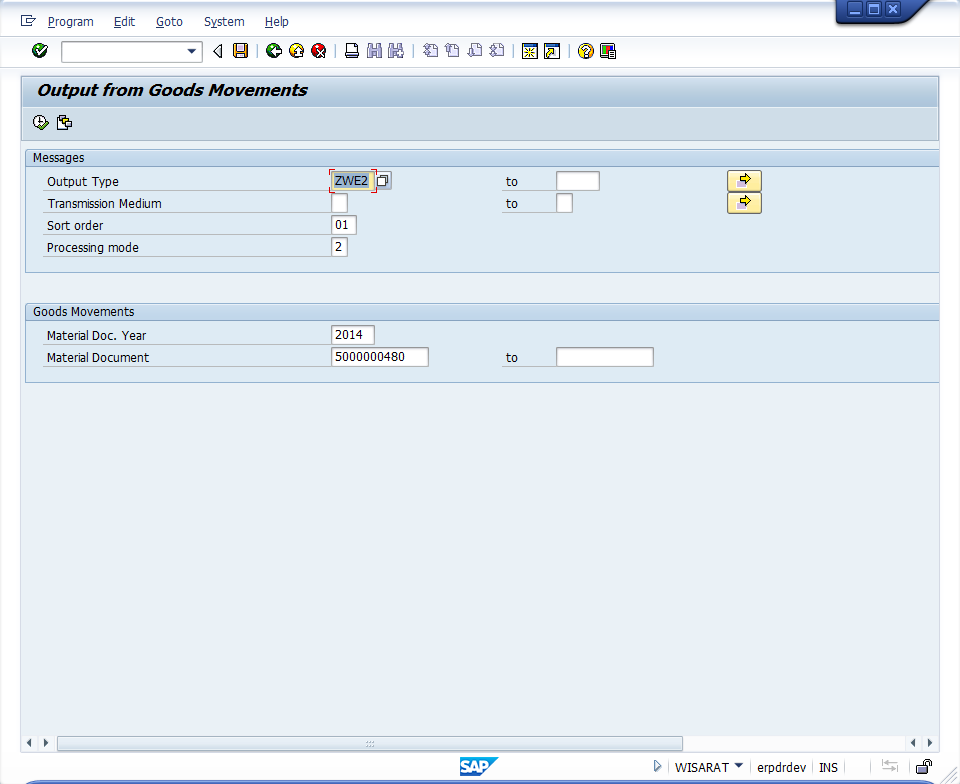 Program Edit Goto System Help
Output from Goods Movements
Messages
Output Type ZWE2 to
Transmission Medium to
Sort order 01
Processing mode 2
Goods Movements
Material Doc. Year 2014
Material Document 5000000480 to
SAP WISARAT erpdrdev INS